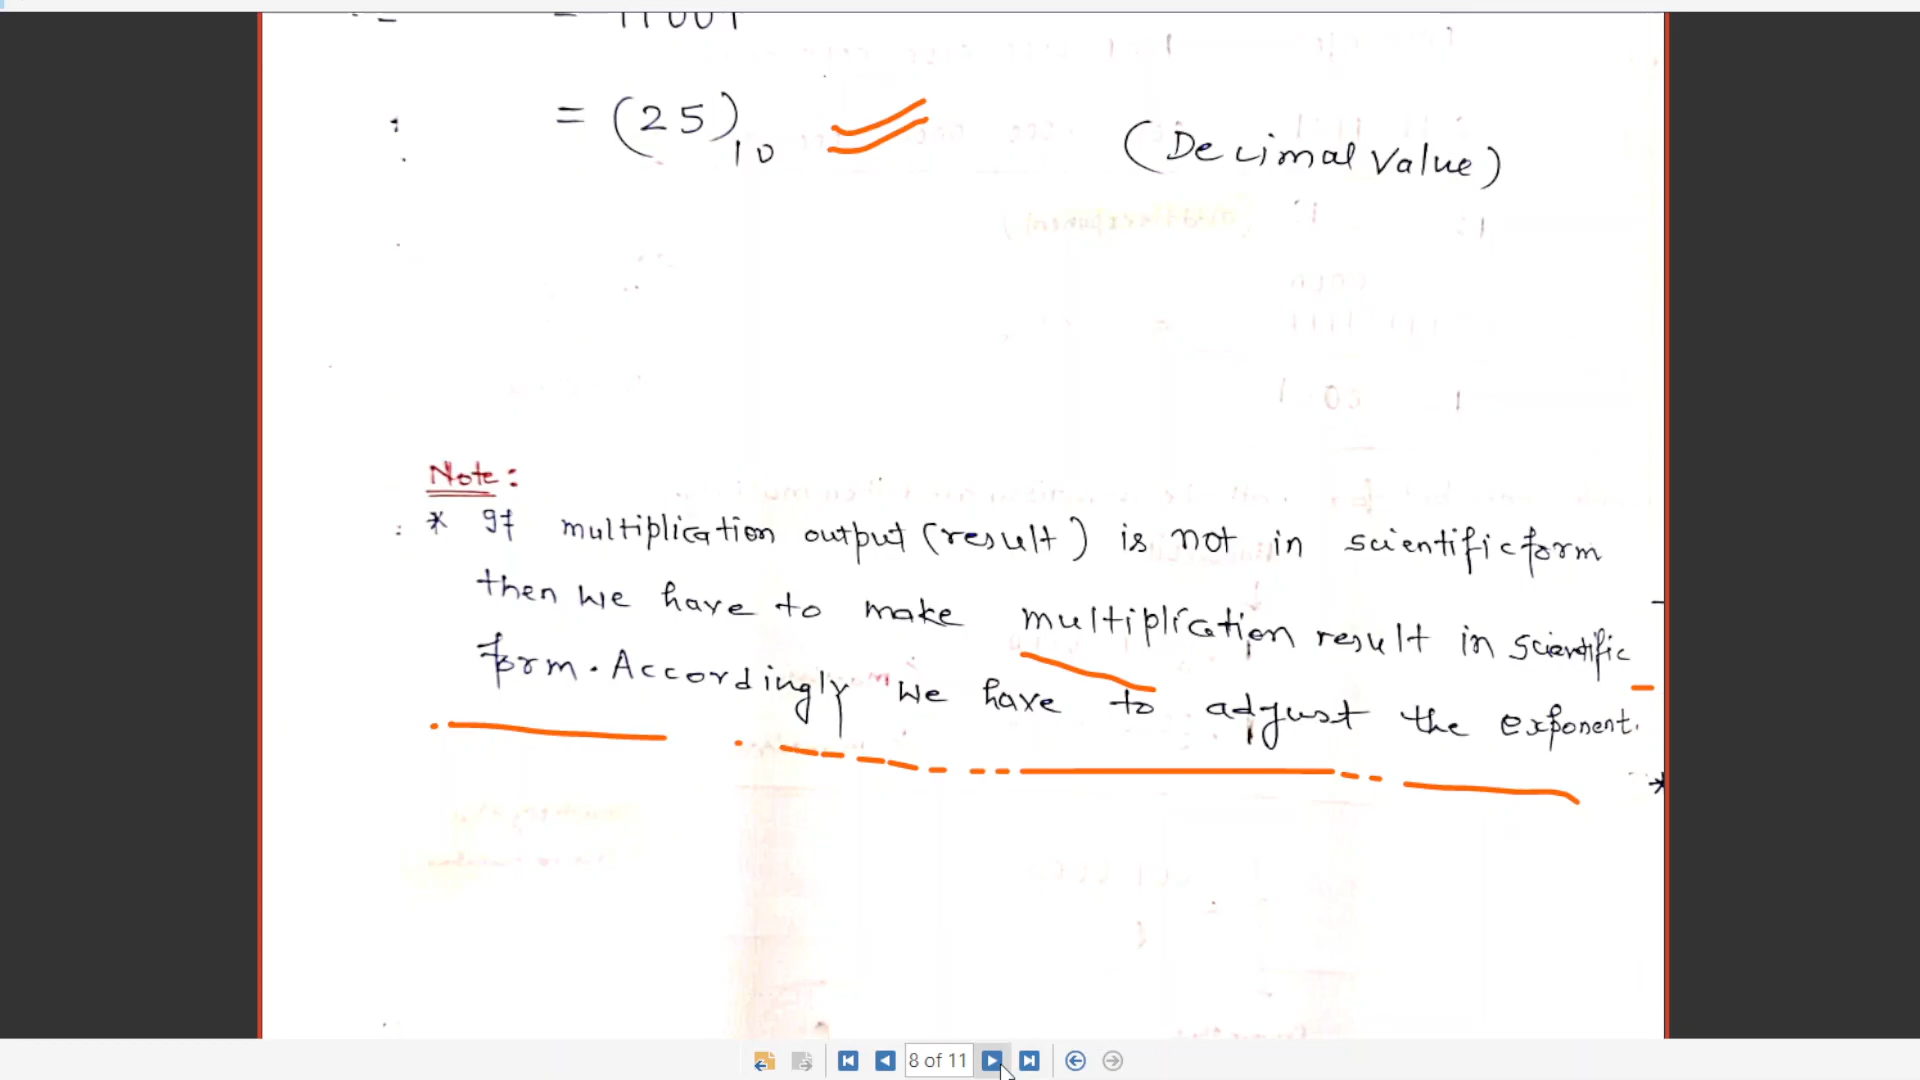 = 11001
= (25)10
(Decimal Value)
Note:
* If multiplication output (result) is not in scientific form
then we have to make multiplication result in scientific
form. Accordingly we have to adjust the exponent.
8 of 11